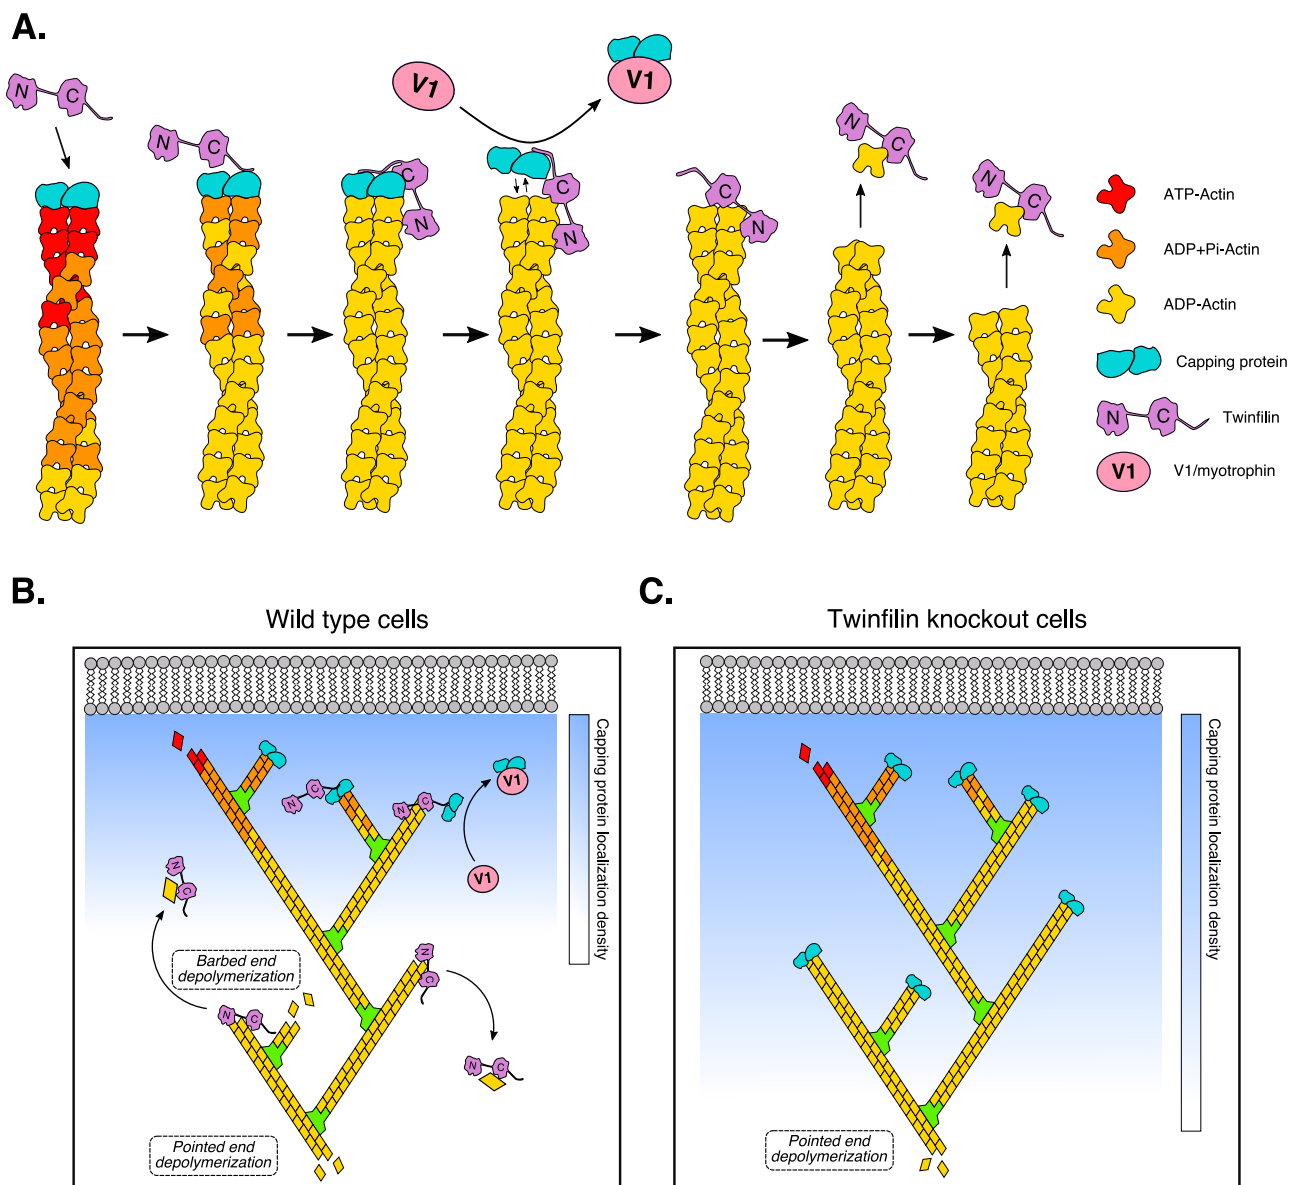 A.
N C
N C
C
N
V1
V1
C
N
C
N
N
C
N
C
ATP-Actin
ADP+Pi-Actin
ADP-Actin
Capping protein
N C
Twinfilin
V1
V1/myotrophin
B.
Wild type cells
N C
N C
V1
V1
N
C
Barbed end
depolymerization
N
C
N C
N C
Pointed end
depolymerization
Capping protein localization density
C.
Twinfilin knockout cells
Pointed end
depolymerization
Capping protein localization density